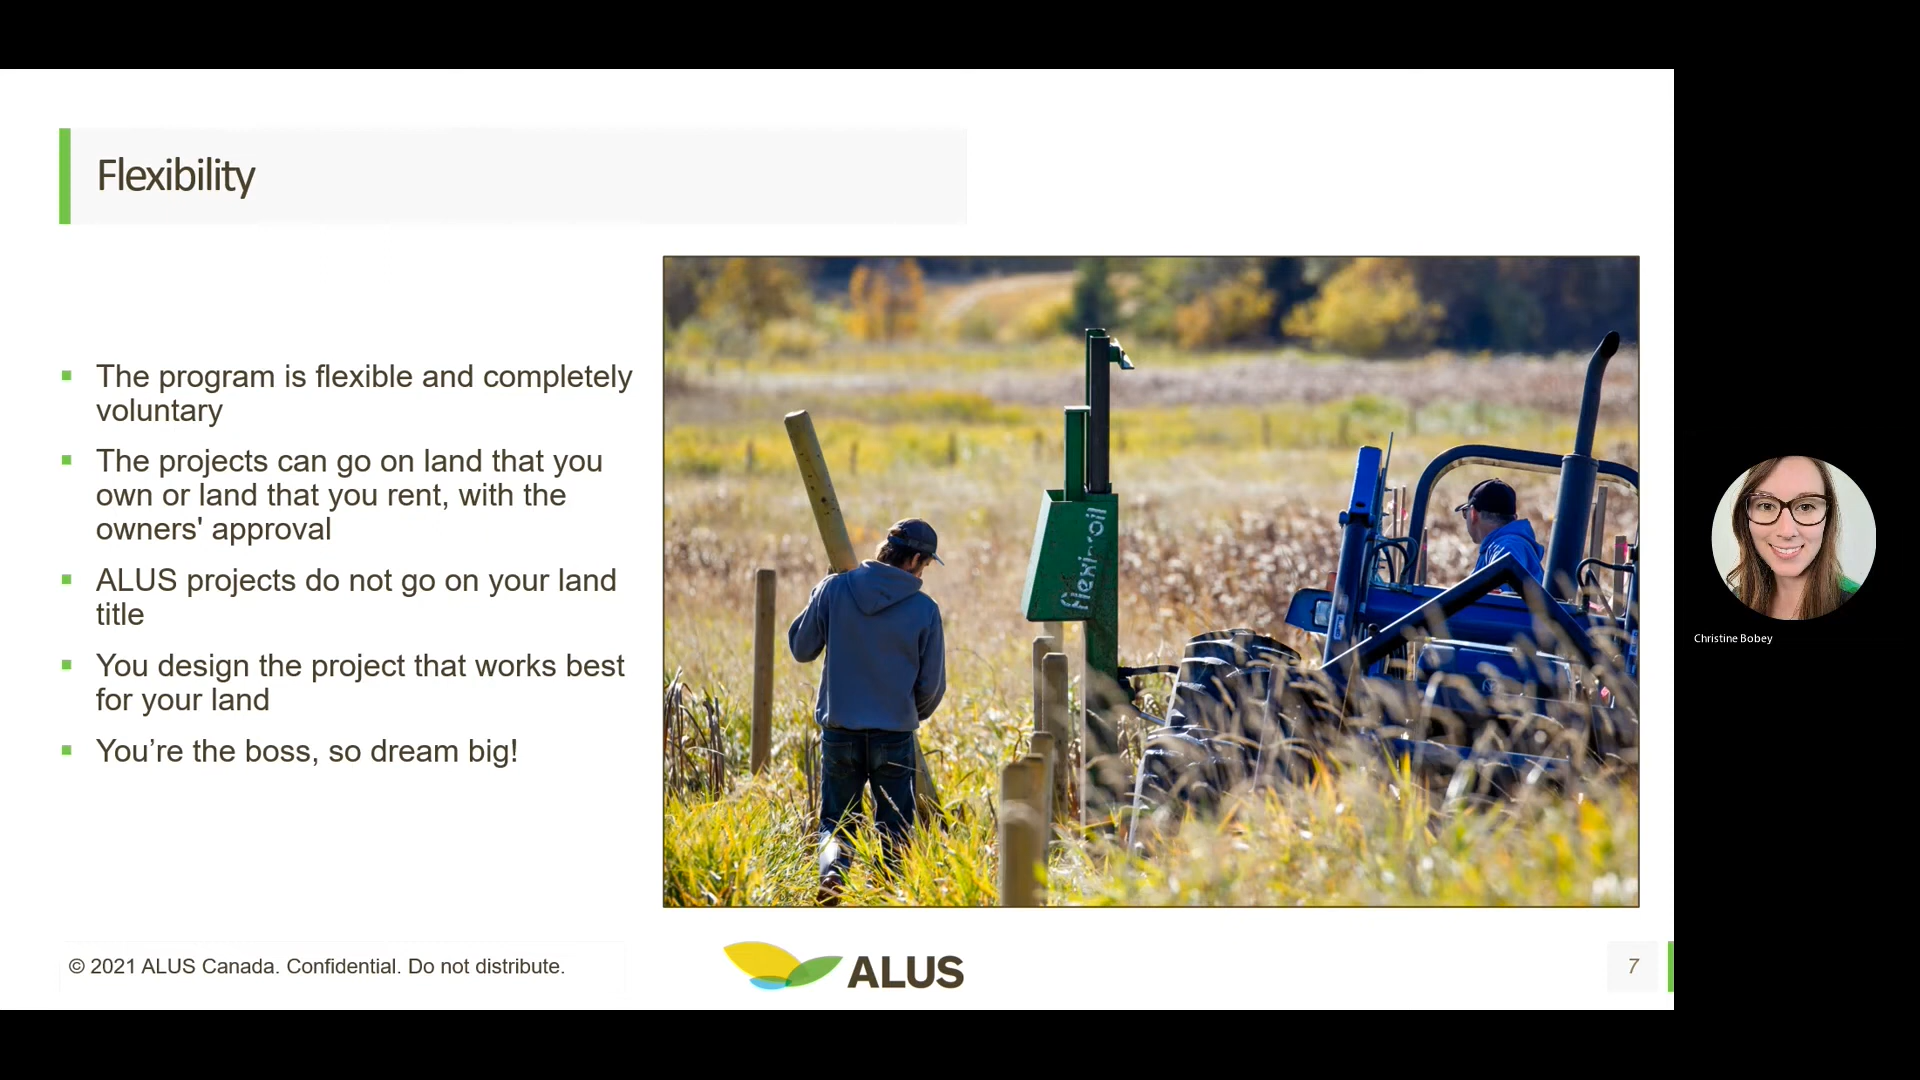 Flexibility
The program is flexible and completely
voluntary
The projects can go on land that you
own or land that you rent, with the
owners' approval
ALUS projects do not go on your land
title
You design the project that works best
for your land
You’re the boss, so dream big!
flexi-coil
Christine Bobey
© 2021 ALUS Canada. Confidential. Do not distribute.
ALUS
7